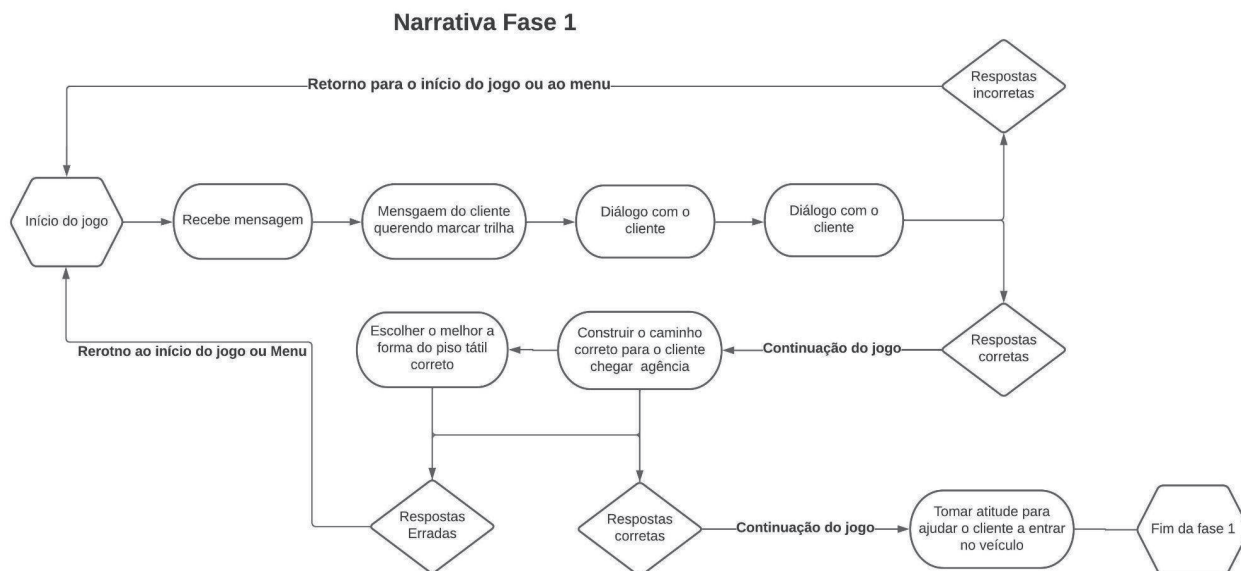 Narrativa Fase 1
Retorno para o início do jogo ou ao menu
Respostas
incorretas
Início do jogo
Recebe mensagem
Mensgaem do cliente
querendo marcar trilha
Diálogo com o
cliente
Diálogo com o
cliente
Rerotno ao início do jogo ou Menu
Escolher o melhor a
forma do piso tátil
correto
Construir o caminho
correto para o cliente
chegar agência
Continuação do jogo
Respostas
corretas
Respostas
Erradas
Respostas
corretas
Continuação do jogo
Tomar atitude para
ajudar o cliente a entrar
no veículo
Fim da fase 1